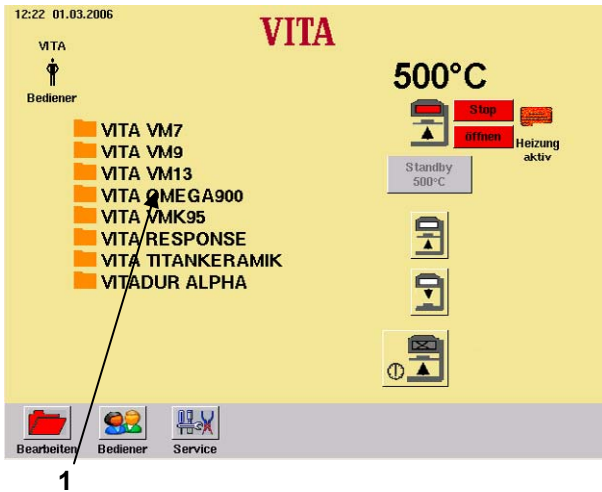 12:22 01.03.2006
VITA
VITA
Bediener
500°C
Stop
öffnen
Heizung
aktiv
Standby
500°C
VITA VM7
VITA VM9
VITA VM13
VITA OMEGA900
VITA VMK95
VITA RESPONSE
VITA TITANKERAMIK
VITADUR ALPHA
Bearbeiten
Bediener
Service
1